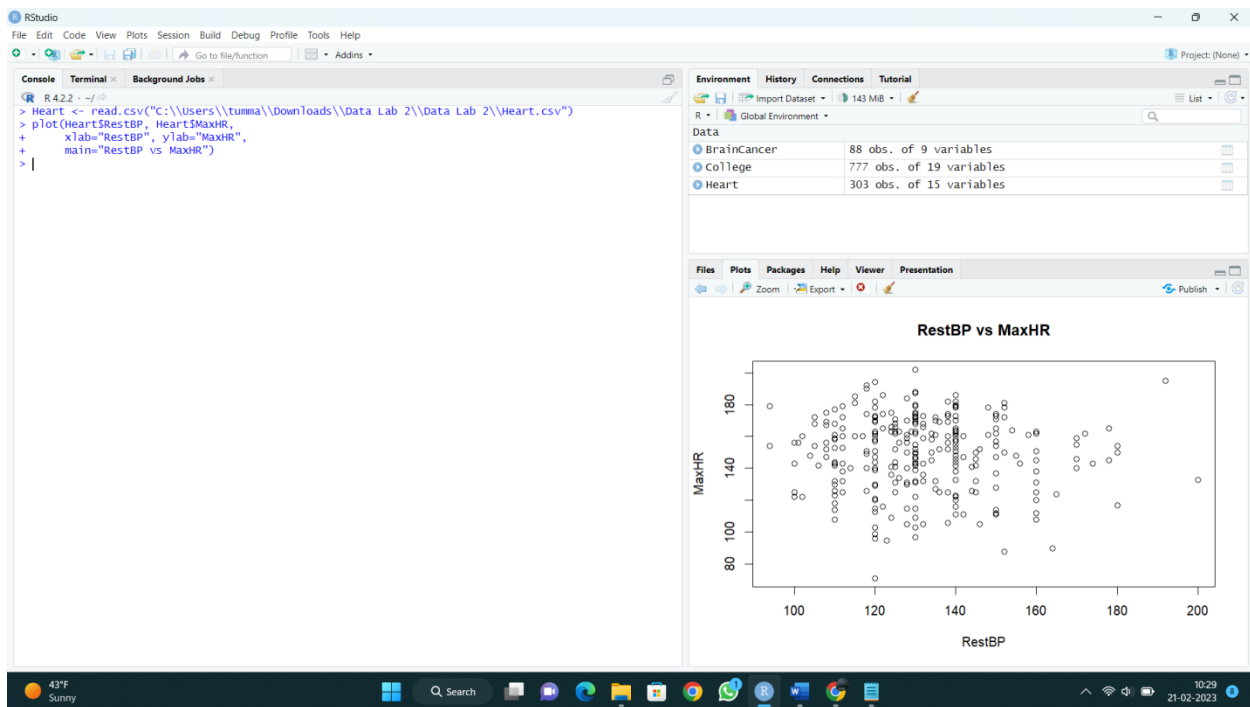 RStudio
File Edit Code View Plots Session Build Debug Profile Tools Help
Go to file/function Addins Project: (None)
Console Terminal Background Jobs
R 4.2.2 · ~/
> Heart <- read.csv("C:\\Users\\tumma\\Downloads\\Data Lab 2\\Data Lab 2\\Heart.csv")
> plot(Heart$RestBP, Heart$MaxHR,
+ xlab="RestBP", ylab="MaxHR",
+ main="RestBP vs MaxHR")
>
Environment History Connections Tutorial
Import Dataset 143 MiB List
R Global Environment
Data
BrainCancer 88 obs. of 9 variables
College 777 obs. of 19 variables
Heart 303 obs. of 15 variables
Files Plots Packages Help Viewer Presentation
Zoom Export Publish
RestBP vs MaxHR
MaxHR
180
140
100
80
100 120 140 160 180 200
RestBP
43°F
Sunny
Search
1
R
W
10:29
21-02-2023
8